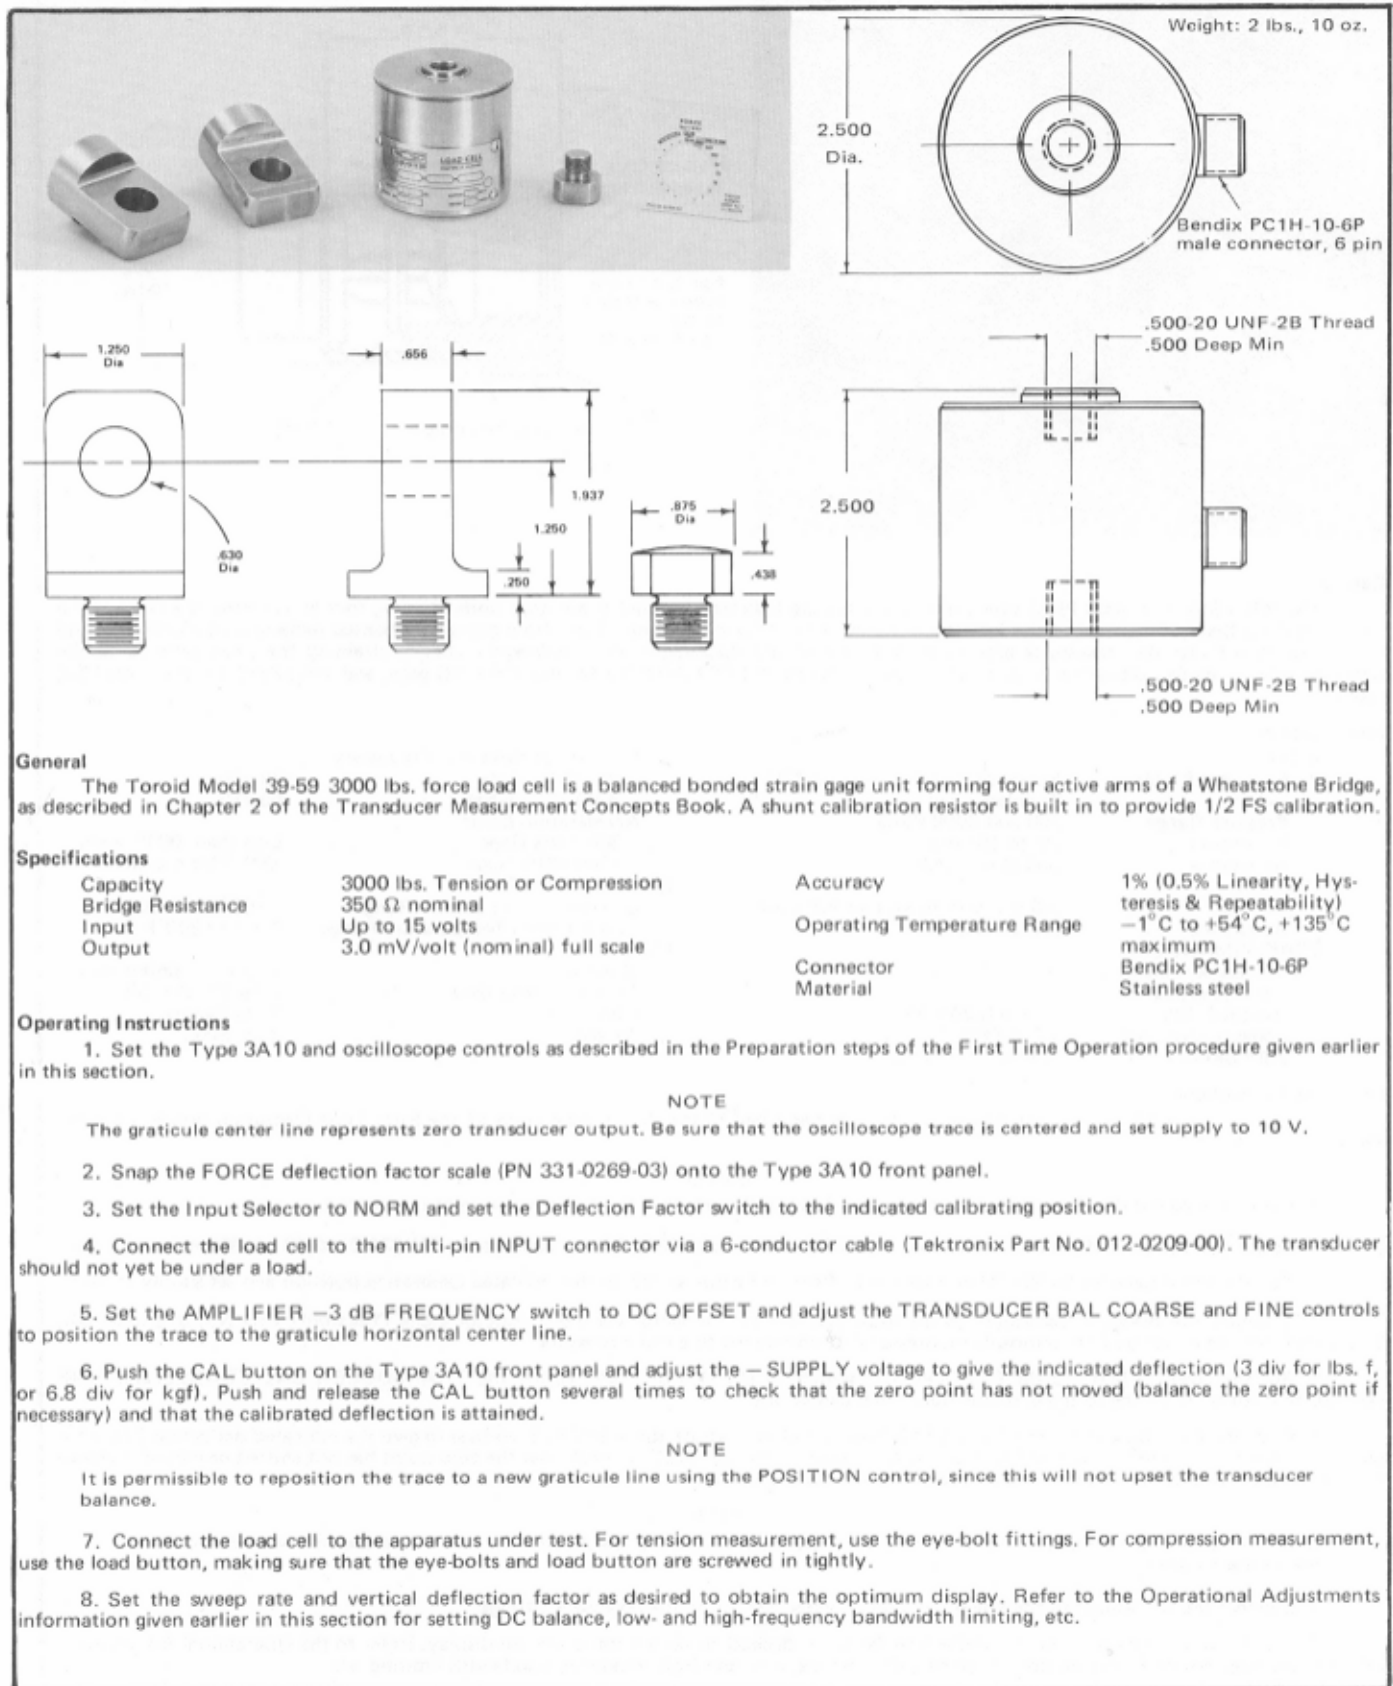 LOAD CELL
Weight: 2 lbs., 10 oz.
2.500
Dia.
Bendix PC1H-10-6P
male connector, 6 pin
.500-20 UNF-2B Thread
.500 Deep Min
1.250
Dia
.656
1.937
1.250
.250
.630
Dia
.875
Dia
.438
2.500
.500-20 UNF-2B Thread
.500 Deep Min
General
The Toroid Model 39-59 3000 lbs. force load cell is a balanced bonded strain gage unit forming four active arms of a Wheatstone Bridge,
as described in Chapter 2 of the Transducer Measurement Concepts Book. A shunt calibration resistor is built in to provide 1/2 FS calibration.
Specifications
Capacity 3000 lbs. Tension or Compression
Bridge Resistance 350 Ω nominal
Input Up to 15 volts
Output 3.0 mV/volt (nominal) full scale
Accuracy 1% (0.5% Linearity, Hys-
teresis & Repeatability)
Operating Temperature Range −1°C to +54°C, +135°C
maximum
Connector Bendix PC1H-10-6P
Material Stainless steel
Operating Instructions
1. Set the Type 3A10 and oscilloscope controls as described in the Preparation steps of the First Time Operation procedure given earlier
in this section.
NOTE
The graticule center line represents zero transducer output. Be sure that the oscilloscope trace is centered and set supply to 10 V.
2. Snap the FORCE deflection factor scale (PN 331-0269-03) onto the Type 3A10 front panel.
3. Set the Input Selector to NORM and set the Deflection Factor switch to the indicated calibrating position.
4. Connect the load cell to the multi-pin INPUT connector via a 6-conductor cable (Tektronix Part No. 012-0209-00). The transducer
should not yet be under a load.
5. Set the AMPLIFIER −3 dB FREQUENCY switch to DC OFFSET and adjust the TRANSDUCER BAL COARSE and FINE controls
to position the trace to the graticule horizontal center line.
6. Push the CAL button on the Type 3A10 front panel and adjust the − SUPPLY voltage to give the indicated deflection (3 div for lbs. f,
or 6.8 div for kgf). Push and release the CAL button several times to check that the zero point has not moved (balance the zero point if
necessary) and that the calibrated deflection is attained.
NOTE
It is permissible to reposition the trace to a new graticule line using the POSITION control, since this will not upset the transducer
balance.
7. Connect the load cell to the apparatus under test. For tension measurement, use the eye-bolt fittings. For compression measurement,
use the load button, making sure that the eye-bolts and load button are screwed in tightly.
8. Set the sweep rate and vertical deflection factor as desired to obtain the optimum display. Refer to the Operational Adjustments
information given earlier in this section for setting DC balance, low- and high-frequency bandwidth limiting, etc.